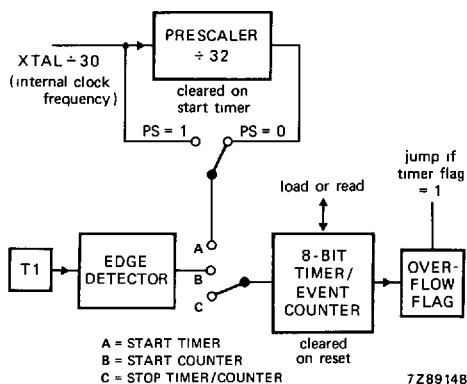 PRESCALER
÷ 32
XTAL ÷ 30
(internal clock
frequency)
cleared on
start timer
PS = 1
PS = 0
jump if
timer flag
= 1
load or read
T1
EDGE
DETECTOR
A
B
C
8-BIT
TIMER/
EVENT
COUNTER
OVER-
FLOW
FLAG
cleared
on reset
A = START TIMER
B = START COUNTER
C = STOP TIMER/COUNTER
7Z89148